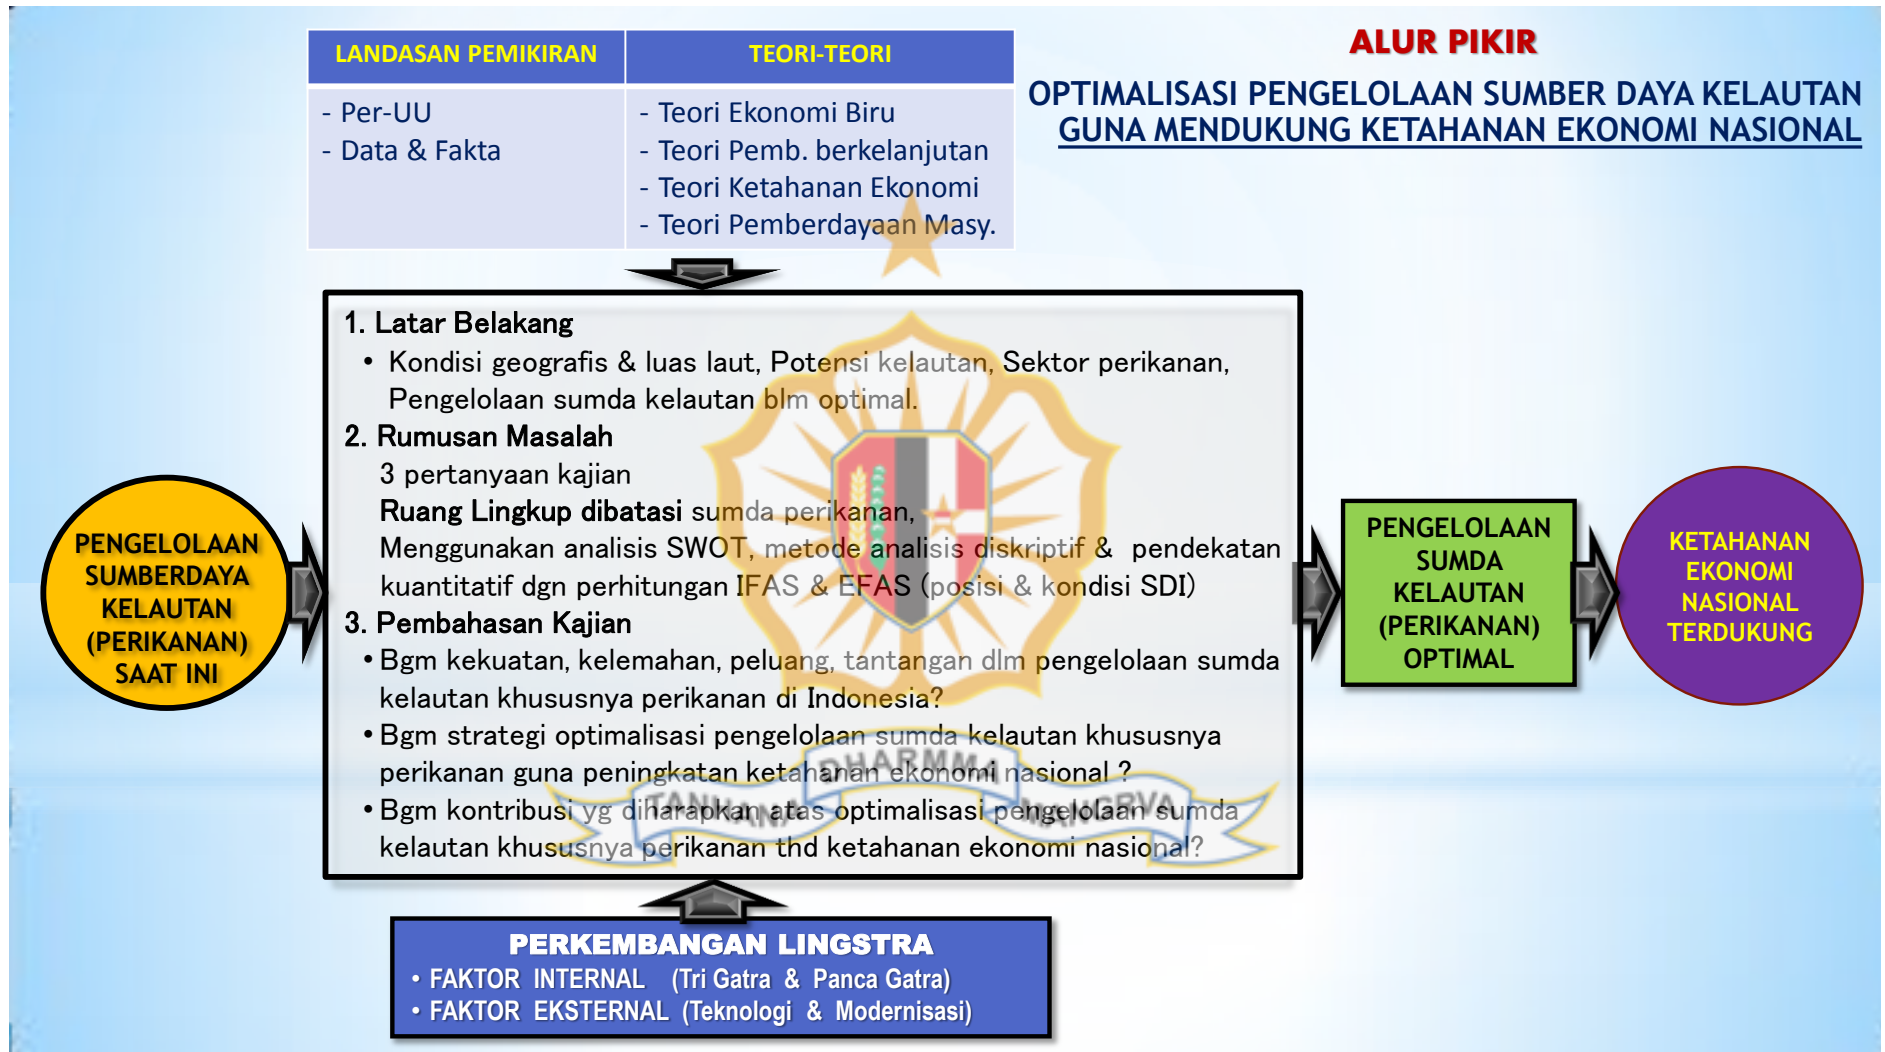 ALUR PIKIR
OPTIMALISASI PENGELOLAAN SUMBER DAYA KELAUTAN
GUNA MENDUKUNG KETAHANAN EKONOMI NASIONAL
LANDASAN PEMIKIRAN
- Per-UU
- Data & Fakta
TEORI-TEORI
- Teori Ekonomi Biru
- Teori Pemb. berkelanjutan
- Teori Ketahanan Ekonomi
- Teori Pemberdayaan Masy.
PENGELOLAAN
SUMBERDAYA
KELAUTAN
(PERIKANAN)
SAAT INI
1. Latar Belakang
• Kondisi geografis & luas laut, Potensi kelautan, Sektor perikanan,
Pengelolaan sumda kelautan blm optimal.
2. Rumusan Masalah
3 pertanyaan kajian
Ruang Lingkup dibatasi sumda perikanan,
Menggunakan analisis SWOT, metode analisis diskriptif & pendekatan
kuantitatif dgn perhitungan IFAS & EFAS (posisi & kondisi SDI)
3. Pembahasan Kajian
• Bgm kekuatan, kelemahan, peluang, tantangan dlm pengelolaan sumda
kelautan khususnya perikanan di Indonesia?
• Bgm strategi optimalisasi pengelolaan sumda kelautan khususnya
perikanan guna peningkatan ketahanan ekonomi nasional ?
• Bgm kontribusi yg diharapkan atas optimalisasi pengelolaan sumda
kelautan khususnya perikanan thd ketahanan ekonomi nasional?
TANHANA DHARMMA MANGRVA
PENGELOLAAN
SUMDA
KELAUTAN
(PERIKANAN)
OPTIMAL
KETAHANAN
EKONOMI
NASIONAL
TERDUKUNG
PERKEMBANGAN LINGSTRA
• FAKTOR INTERNAL (Tri Gatra & Panca Gatra)
• FAKTOR EKSTERNAL (Teknologi & Modernisasi)